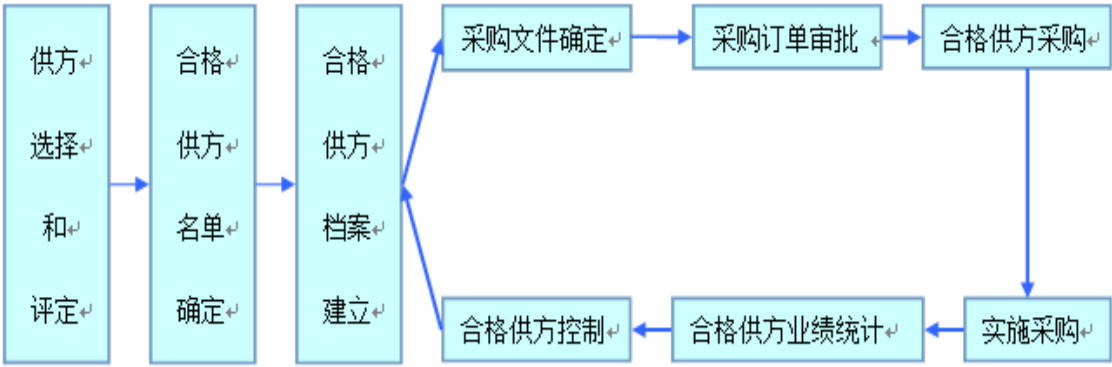 供方
选择
和
评定
合格
供方
名单
确定
合格
供方
档案
建立
采购文件确定
采购订单审批
合格供方采购
实施采购
合格供方业绩统计
合格供方控制